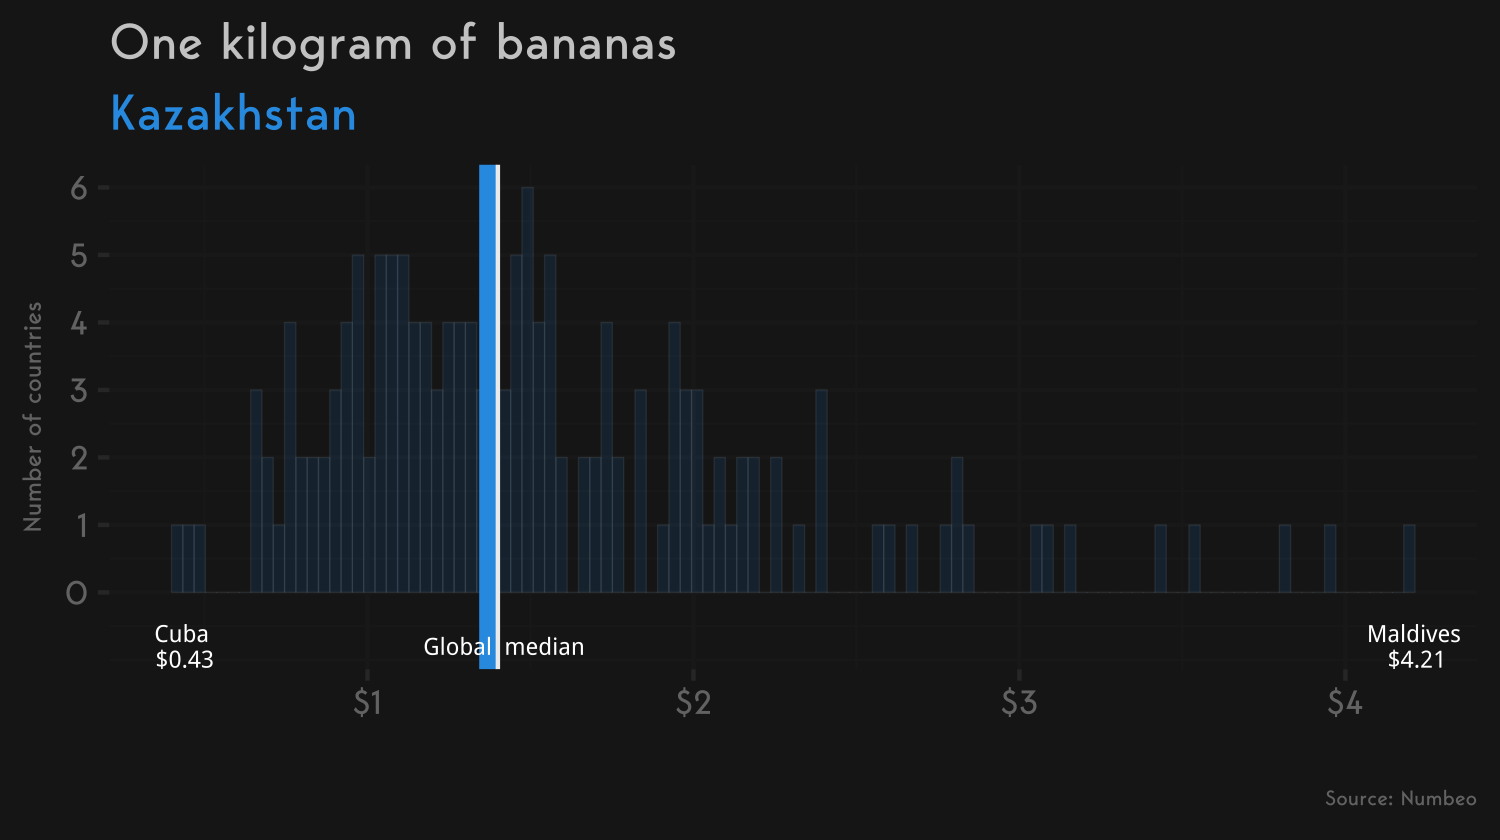 One kilogram of bananas
Kazakhstan
Number of countries
6
5
4
3
2
1
0
Cuba
$0.43
Global median
Maldives
$4.21
$1
$2
$3
$4
Source: Numbeo